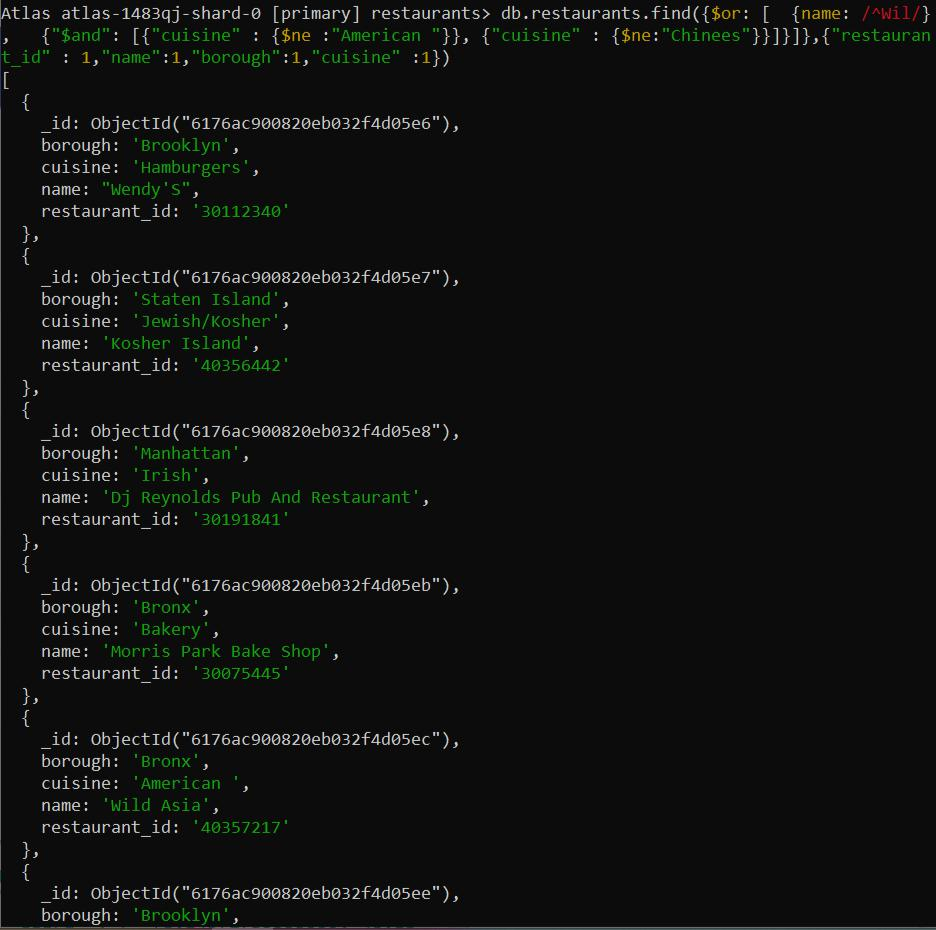 Atlas atlas-1483qj-shard-0 [primary] restaurants> db.restaurants.find({$or: [  {name: /^Wil/}
,   {"$and": [{"cuisine" : {$ne :"American "}}, {"cuisine" : {$ne:"Chinees"}}]}]},{"restauran
t_id" : 1,"name":1,"borough":1,"cuisine" :1})
[
  {
    _id: ObjectId("6176ac900820eb032f4d05e6"),
    borough: 'Brooklyn',
    cuisine: 'Hamburgers',
    name: "Wendy'S",
    restaurant_id: '30112340'
  },
  {
    _id: ObjectId("6176ac900820eb032f4d05e7"),
    borough: 'Staten Island',
    cuisine: 'Jewish/Kosher',
    name: 'Kosher Island',
    restaurant_id: '40356442'
  },
  {
    _id: ObjectId("6176ac900820eb032f4d05e8"),
    borough: 'Manhattan',
    cuisine: 'Irish',
    name: 'Dj Reynolds Pub And Restaurant',
    restaurant_id: '30191841'
  },
  {
    _id: ObjectId("6176ac900820eb032f4d05eb"),
    borough: 'Bronx',
    cuisine: 'Bakery',
    name: 'Morris Park Bake Shop',
    restaurant_id: '30075445'
  },
  {
    _id: ObjectId("6176ac900820eb032f4d05ec"),
    borough: 'Bronx',
    cuisine: 'American ',
    name: 'Wild Asia',
    restaurant_id: '40357217'
  },
  {
    _id: ObjectId("6176ac900820eb032f4d05ee"),
    borough: 'Brooklyn',